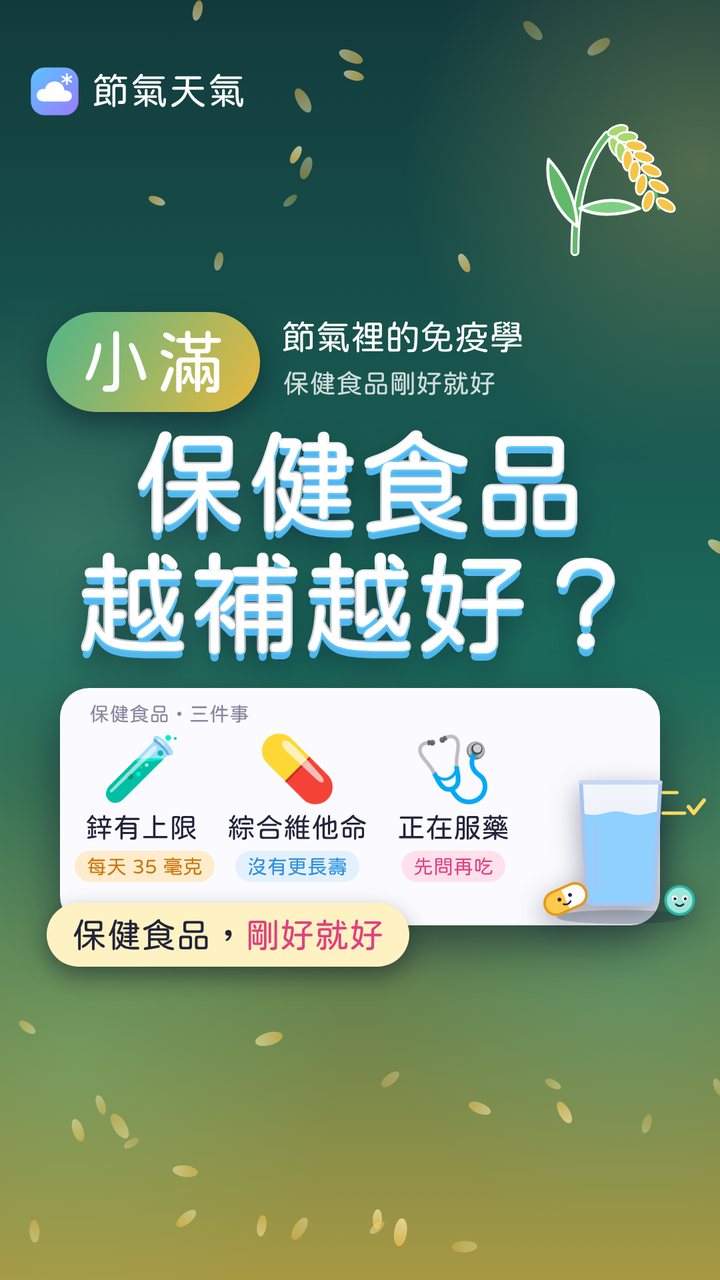 節氣天氣
小滿
節氣裡的免疫學
保健食品剛好就好
保健食品
越補越好？
保健食品・三件事
鋅有上限
綜合維他命
正在服藥
每天 35 毫克
沒有更長壽
先問再吃
保健食品，剛好就好